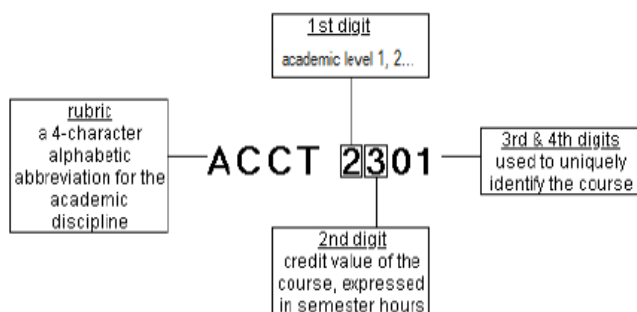 1st digit
academic level 1, 2...
rubric
a 4-character
alphabetic
abbreviation for the
academic
discipline
ACCT 2301
3rd & 4th digits
used to uniquely
identify the course
2nd digit
credit value of the
course, expressed
in semester hours